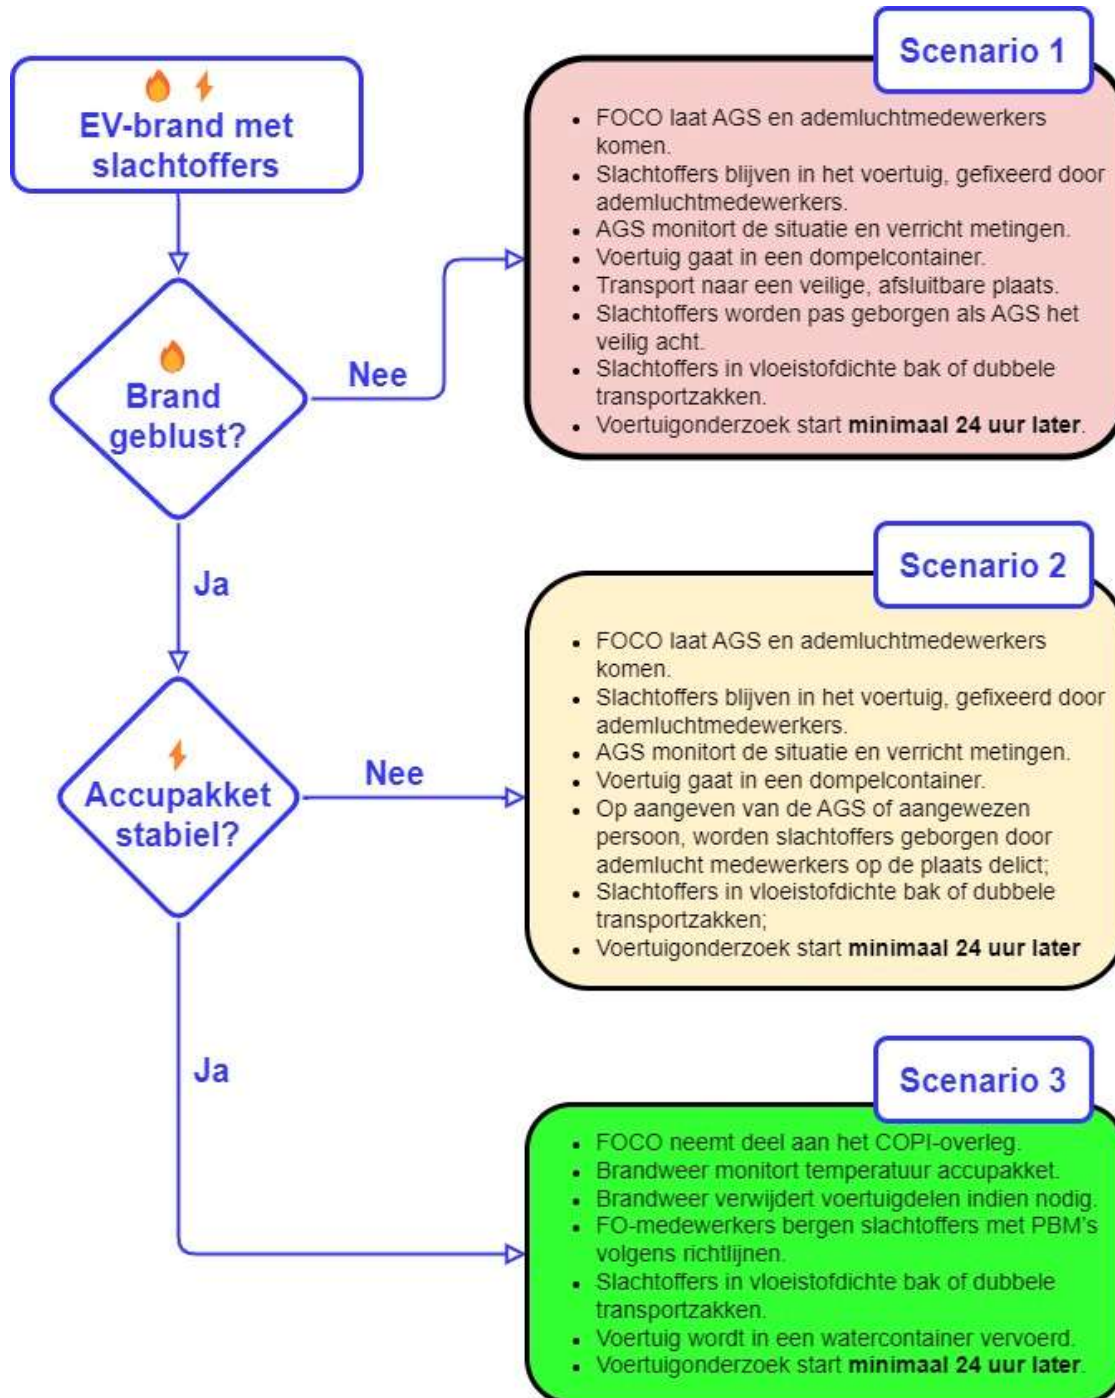 EV-brand met
slachtoffers
Brand
geblust?
Nee
Ja
Accupakket
stabiel?
Nee
Ja
Scenario 1
• FOCO laat AGS en ademluchtmedewerkers
komen.
• Slachtoffers blijven in het voertuig, gefixeerd door
ademluchtmedewerkers.
• AGS monitort de situatie en verricht metingen.
• Voertuig gaat in een dompelcontainer.
• Transport naar een veilige, afsluitbare plaats.
• Slachtoffers worden pas geborgen als AGS het
veilig acht.
• Slachtoffers in vloeistofdichte bak of dubbele
transportzakken.
• Voertuigonderzoek start minimaal 24 uur later.
Scenario 2
• FOCO laat AGS en ademluchtmedewerkers
komen.
• Slachtoffers blijven in het voertuig, gefixeerd door
ademluchtmedewerkers.
• AGS monitort de situatie en verricht metingen.
• Voertuig gaat in een dompelcontainer.
• Op aangeven van de AGS of aangewezen
persoon, worden slachtoffers geborgen door
ademlucht medewerkers op de plaats delict;
• Slachtoffers in vloeistofdichte bak of dubbele
transportzakken;
• Voertuigonderzoek start minimaal 24 uur later
Scenario 3
• FOCO neemt deel aan het COPI-overleg.
• Brandweer monitort temperatuur accupakket.
• Brandweer verwijdert voertuigdelen indien nodig.
• FO-medewerkers bergen slachtoffers met PBM's
volgens richtlijnen.
• Slachtoffers in vloeistofdichte bak of dubbele
transportzakken.
• Voertuig wordt in een watercontainer vervoerd.
• Voertuigonderzoek start minimaal 24 uur later.